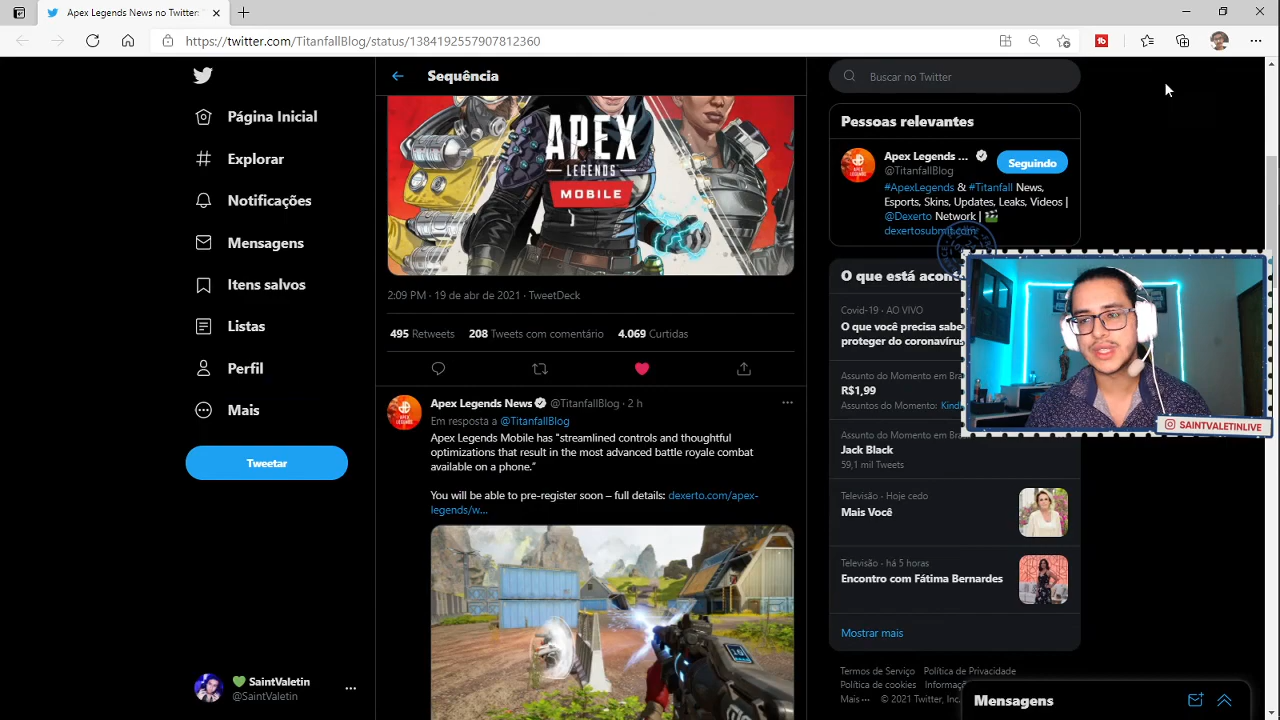 Apex Legends News no Twitter: "
https://twitter.com/TitanfallBlog/status/1384192557907812360
Página Inicial
Explorar
Notificações
Mensagens
Itens salvos
Listas
Perfil
Mais
Tweetar
SaintValetin
@SaintValetin
Sequência
APEX
LEGENDS
MOBILE
2:09 PM · 19 de abr de 2021 · TweetDeck
495 Retweets 208 Tweets com comentário 4.069 Curtidas
Apex Legends News @TitanfallBlog · 2 h
Em resposta a @TitanfallBlog
Apex Legends Mobile has "streamlined controls and thoughtful
optimizations that result in the most advanced battle royale combat
available on a phone."
You will be able to pre-register soon – full details: dexerto.com/apex-
legends/w...
Buscar no Twitter
Pessoas relevantes
Apex Legends ...
@TitanfallBlog
Seguindo
#ApexLegends & #Titanfall News,
Esports, Skins, Updates, Leaks, Videos |
@Dexerto Network |
dexertosubmit.com
O que está acont
Covid-19 · AO VIVO
O que você precisa sabe
proteger do coronavírus
Assunto do Momento em Bra
R$1,99
Assuntos do Momento: Kind
Assunto do Momento em Bra
Jack Black
59,1 mil Tweets
SAINTVALETINLIVE
Televisão · Hoje cedo
Mais Você
Televisão · há 5 horas
Encontro com Fátima Bernardes
Mostrar mais
Termos de Serviço Política de Privacidade
Política de cookies Informaçõ
Mais ··· © 2021 Twitter, Inc.
Mensagens